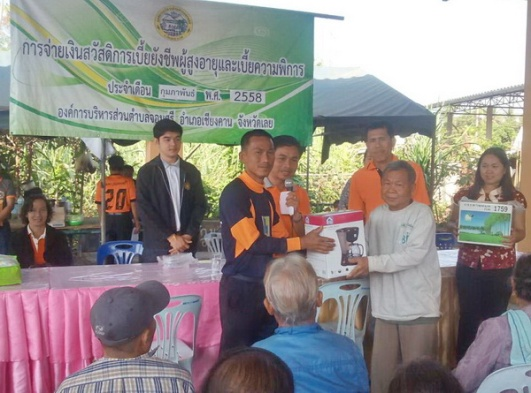 การจ่ายเงินสวัสดิการเบี้ยยังชีพผู้สูงอายุและเบี้ยความพิการ
ประจำเดือน กุมภาพันธ์ พ.ศ. 2558
องค์การบริหารส่วนตำบลจอมศรี อำเภอเชียงคาน จังหวัดเลย
20
1759